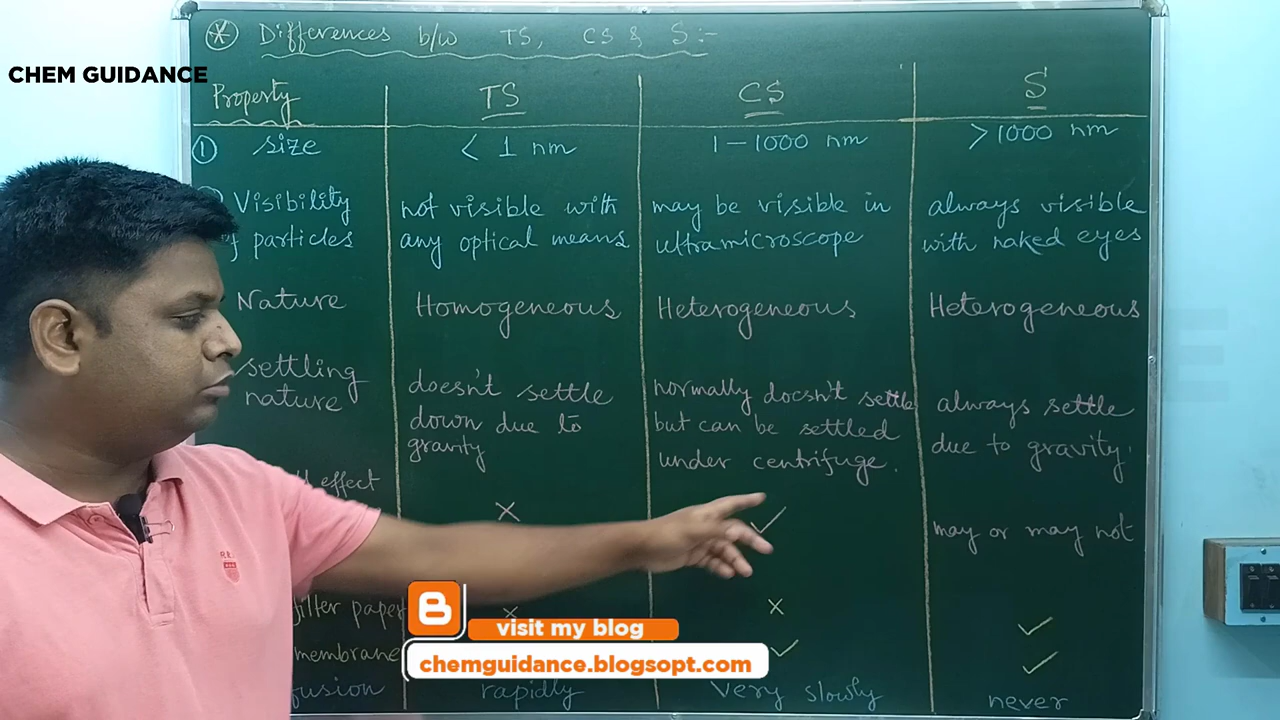 * Differences b/w TS, CS & S :-
CHEM GUIDANCE
Property TS CS S
① size < 1 nm 1 – 1000 nm > 1000 nm
Visibility not visible with may be visible in always visible
particles any optical means ultramicroscope with naked eyes
Nature Homogeneous Heterogeneous Heterogeneous
settling doesn't settle normally doesn't settle always settle
nature down due to but can be settled due to gravity.
gravity under centrifuge.
effect × ✓ may or may not
filter paper × × ✓
membrane ✓ ✓
rapidly very slowly never
B
visit my blog
chemguidance.blogsopt.com
R.R.